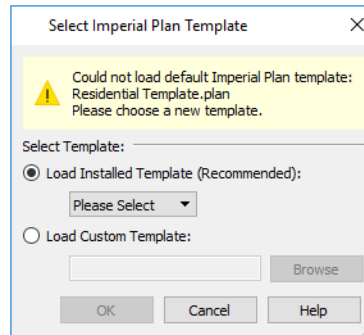 Select Imperial Plan Template
Could not load default Imperial Plan template:
Residential Template.plan
Please choose a new template.
Select Template:
Load Installed Template (Recommended):
Please Select
Load Custom Template:
Browse
OK Cancel Help